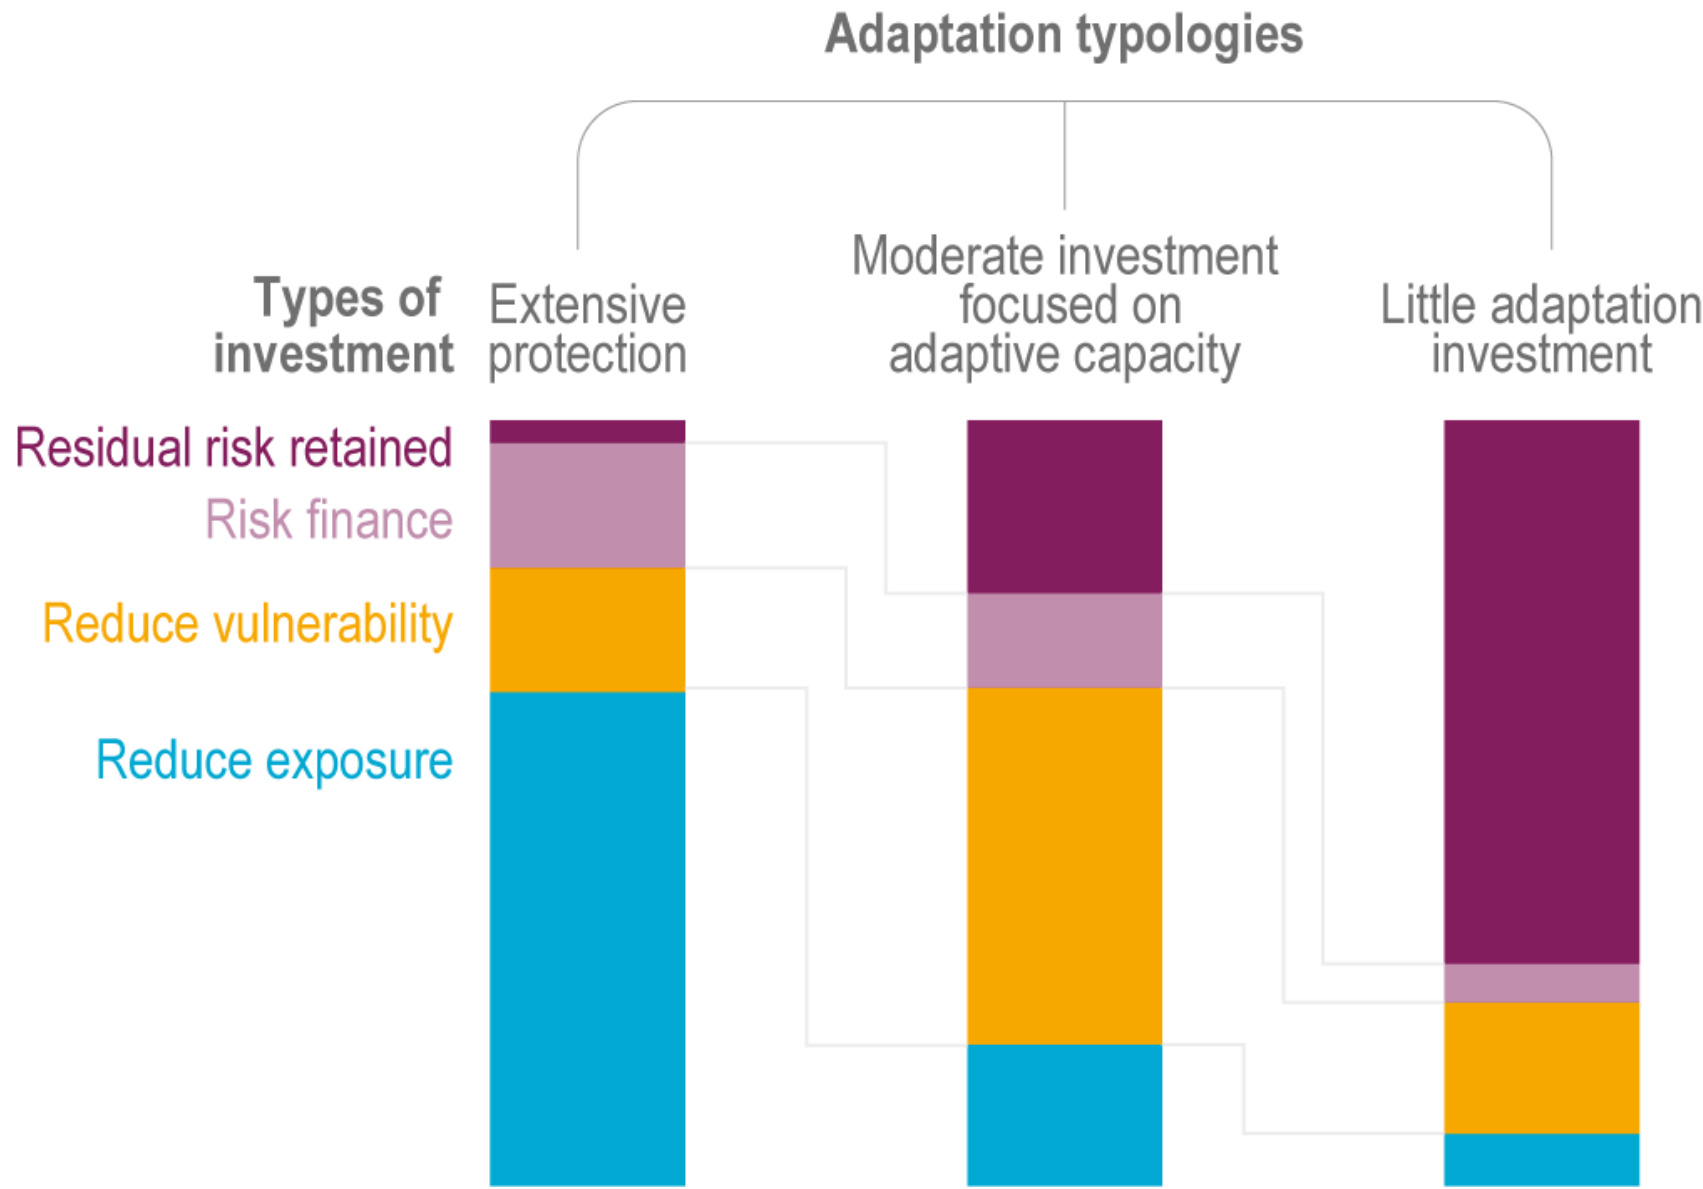 Adaptation typologies
Types of
investment
Extensive
protection
Moderate investment
focused on
adaptive capacity
Little adaptation
investment
Residual risk retained
Risk finance
Reduce vulnerability
Reduce exposure